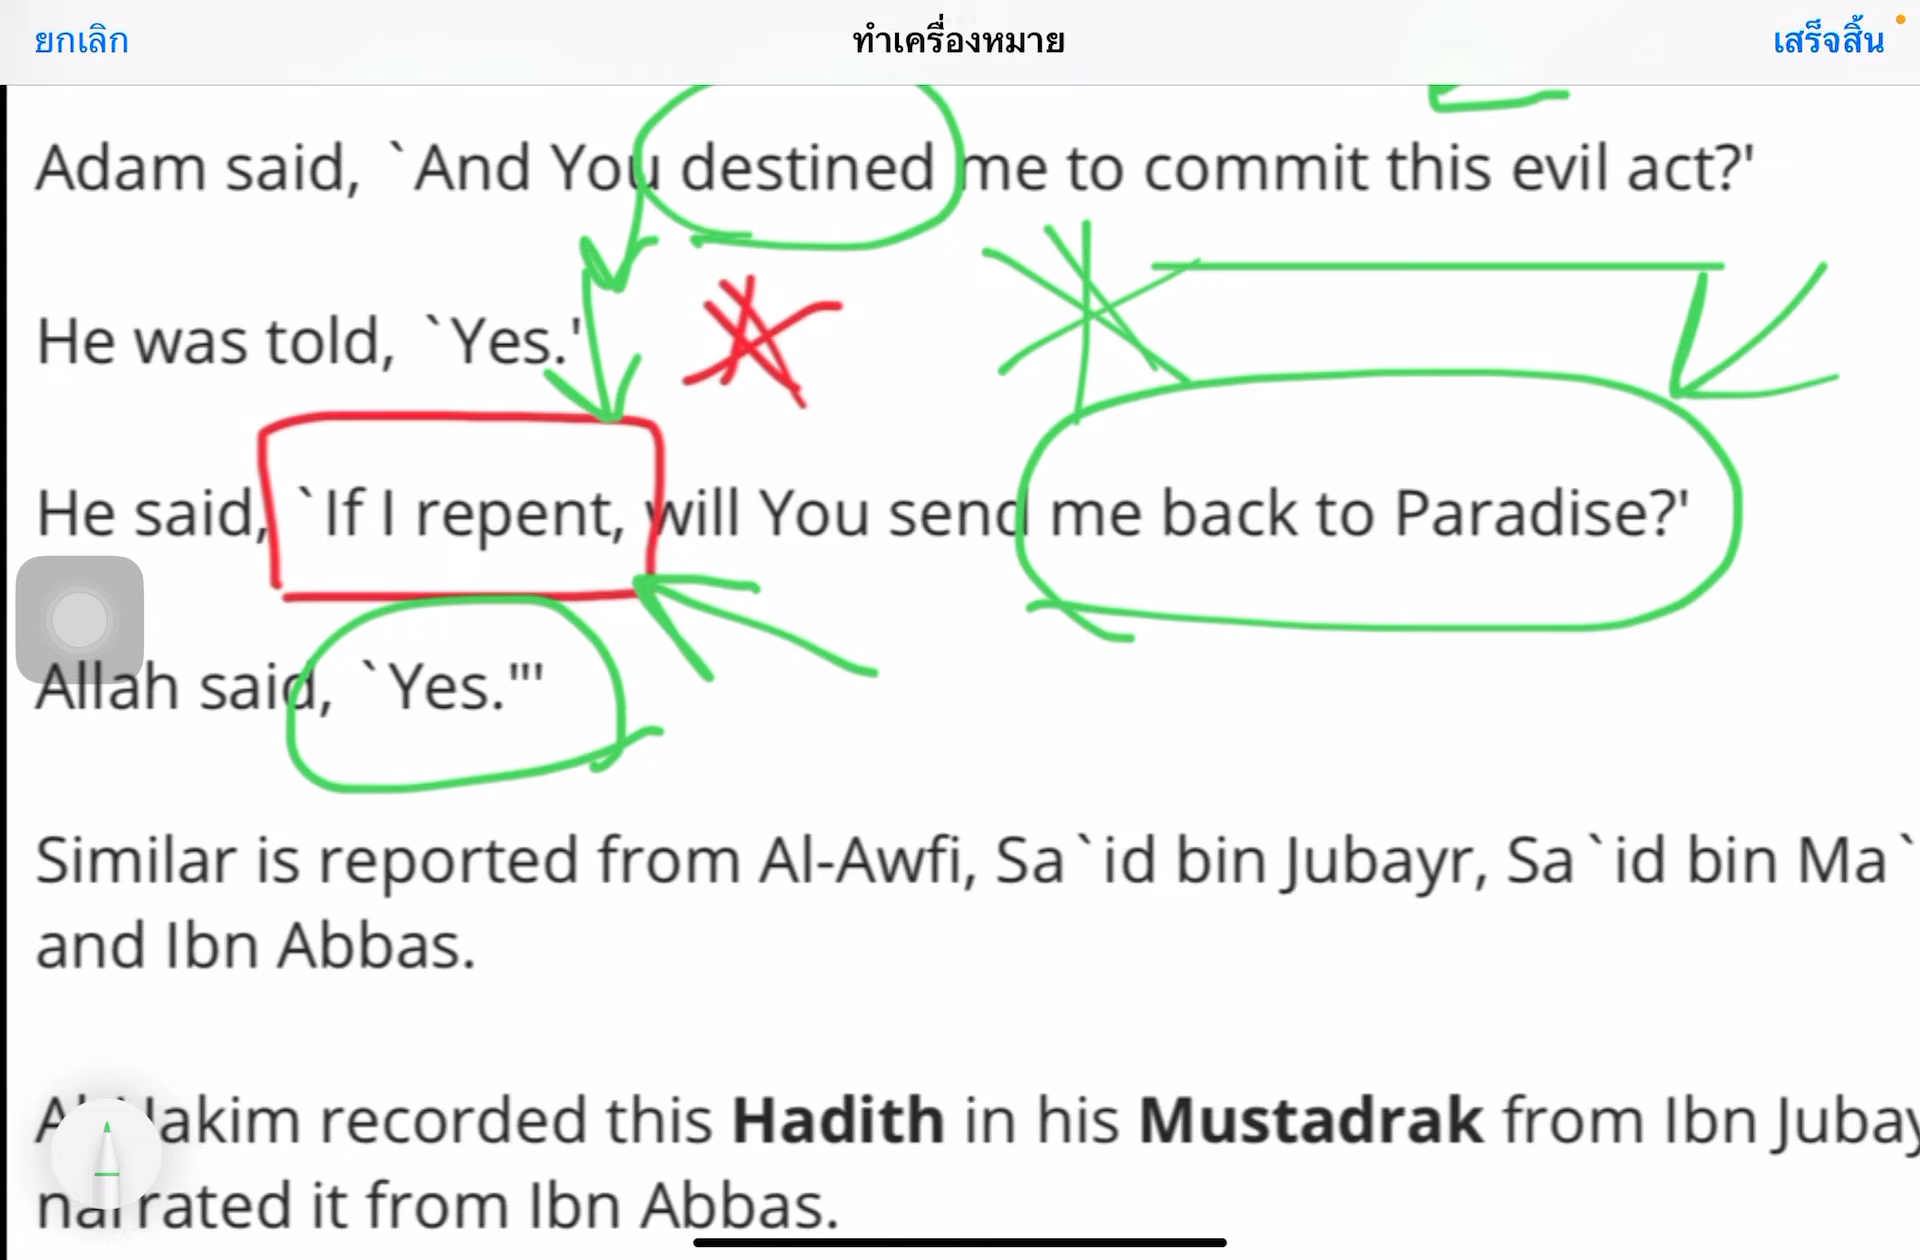 ยกเลิก ทำเครื่องหมาย เสร็จสิ้น
Adam said, `And You destined me to commit this evil act?'
He was told, `Yes.'
He said, `If I repent, will You send me back to Paradise?'
Allah said, `Yes."'
Similar is reported from Al-Awfi, Sa`id bin Jubayr, Sa`id bin Ma`
and Ibn Abbas.
Al-Hakim recorded this Hadith in his Mustadrak from Ibn Jubay
narrated it from Ibn Abbas.